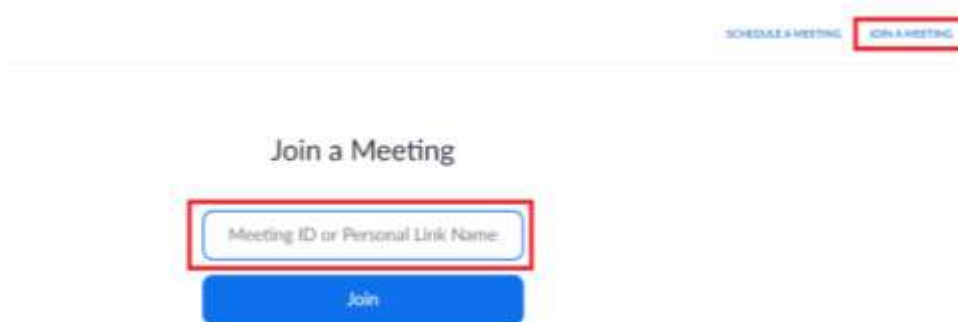 SCHEDULE A MEETING JOIN A MEETING
Join a Meeting
Meeting ID or Personal Link Name
Join